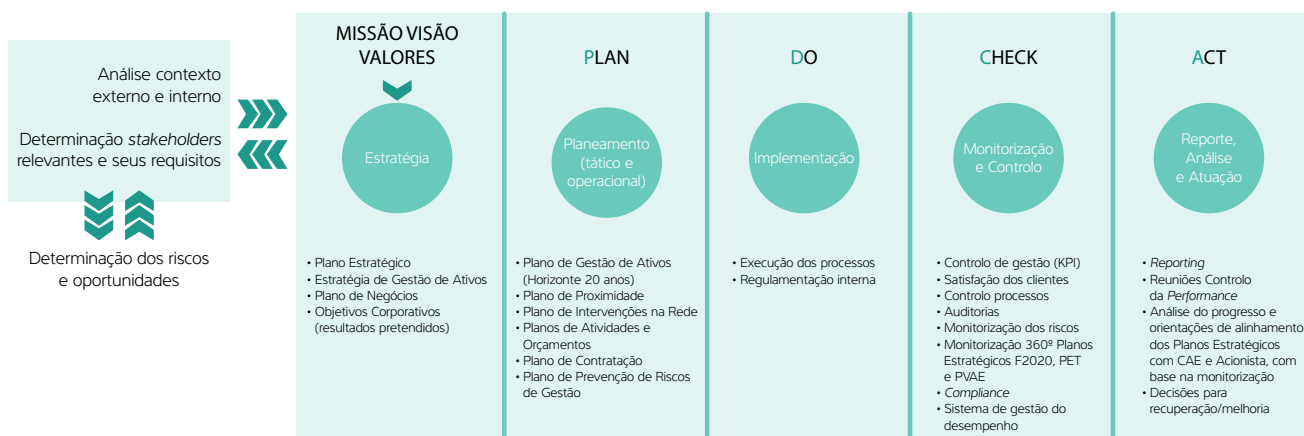 Análise contexto
externo e interno
Determinação stakeholders
relevantes e seus requisitos
Determinação dos riscos
e oportunidades
MISSÃO VISÃO
VALORES
Estratégia
• Plano Estratégico
• Estratégia de Gestão de Ativos
• Plano de Negócios
• Objetivos Corporativos
(resultados pretendidos)
PLAN
Planeamento
(tático e
operacional)
• Plano de Gestão de Ativos
(Horizonte 20 anos)
• Plano de Proximidade
• Plano de Intervenções na Rede
• Planos de Atividades e
Orçamentos
• Plano de Contratação
• Plano de Prevenção de Riscos
de Gestão
DO
Implementação
• Execução dos processos
• Regulamentação interna
CHECK
Monitorização
e Controlo
• Controlo de gestão (KPI)
• Satisfação dos clientes
• Controlo processos
• Auditorias
• Monitorização dos riscos
• Monitorização 360º Planos
Estratégicos F2020, PET
e PVAE
• Compliance
• Sistema de gestão do
desempenho
ACT
Reporte,
Análise
e Atuação
• Reporting
• Reuniões Controlo
da Performance
• Análise do progresso e
orientações de alinhamento
dos Planos Estratégicos
com CAE e Acionista, com
base na monitorização
• Decisões para
recuperação/melhoria